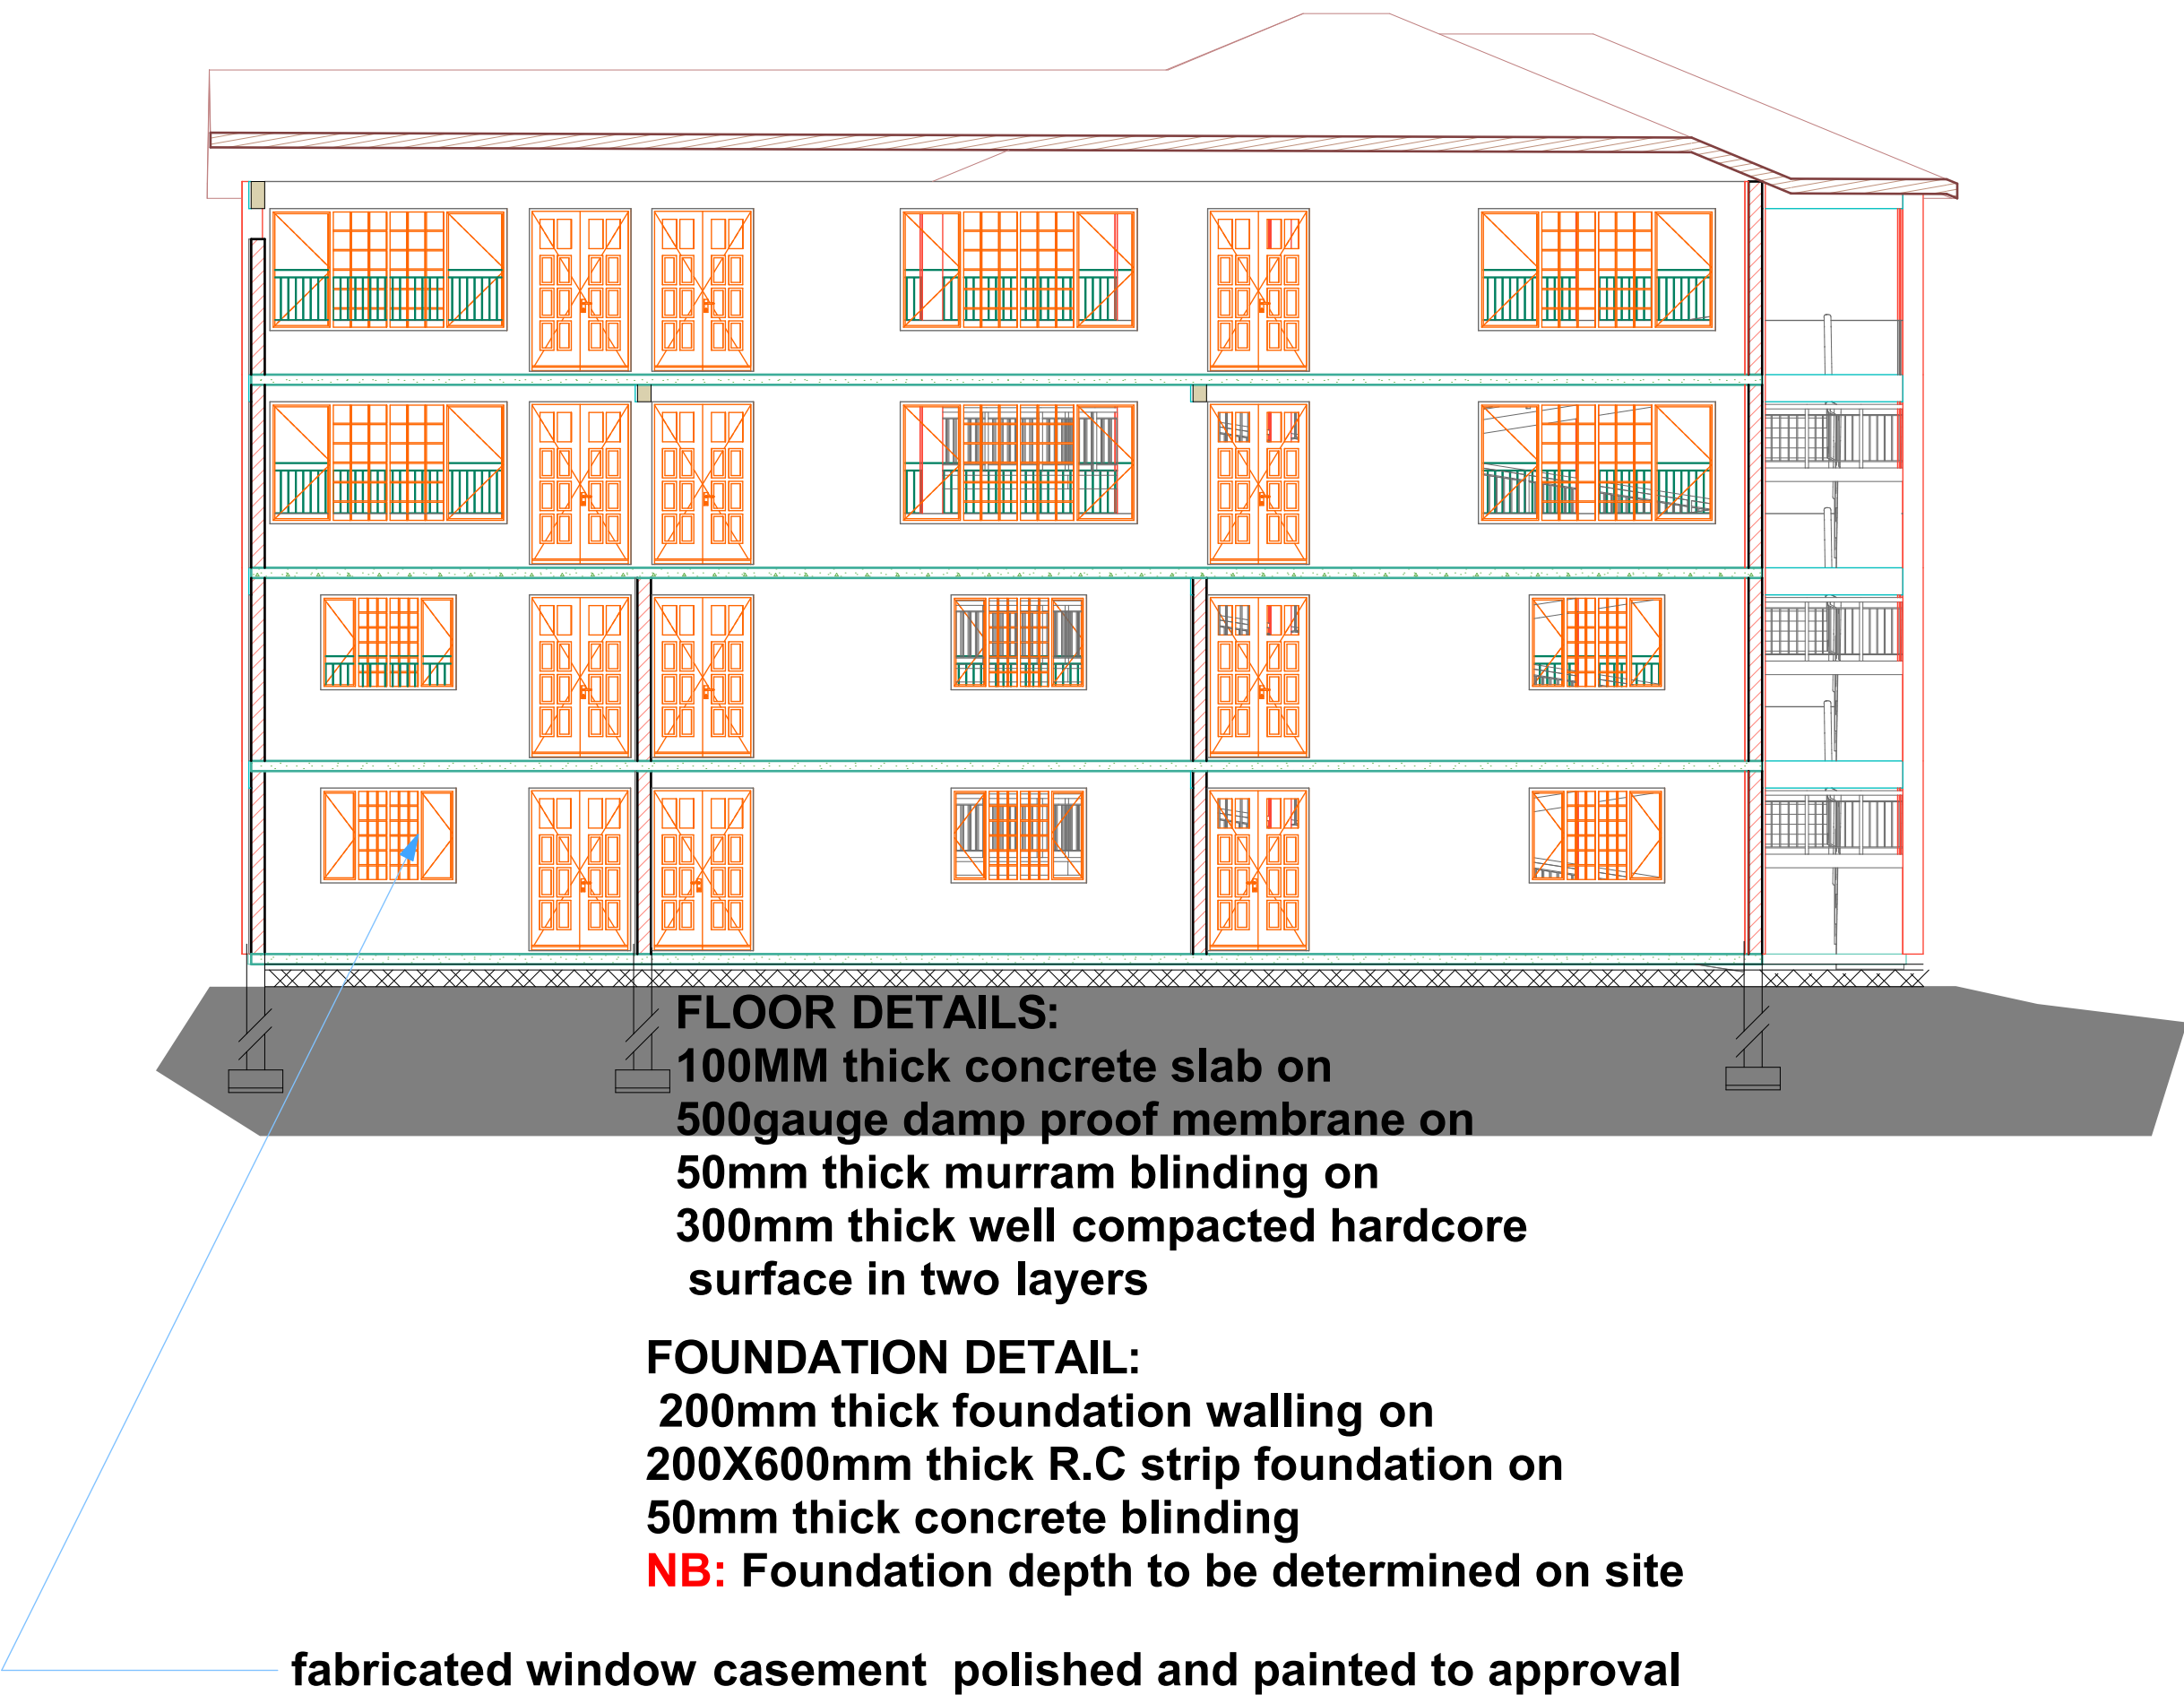 FLOOR DETAILS:
100MM thick concrete slab on
500gauge damp proof membrane on
50mm thick murram blinding on
300mm thick well compacted hardcore
surface in two layers
FOUNDATION DETAIL:
200mm thick foundation walling on
200X600mm thick R.C strip foundation on
50mm thick concrete blinding
NB: Foundation depth to be determined on site
fabricated window casement  polished and painted to approval